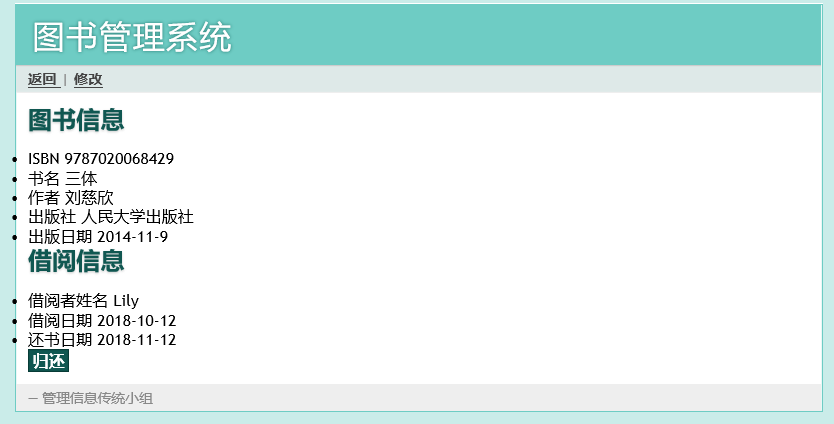 图书管理系统
返回 | 修改
图书信息
ISBN 9787020068429
书名 三体
作者 刘慈欣
出版社 人民大学出版社
出版日期 2014-11-9
借阅信息
借阅者姓名 Lily
借阅日期 2018-10-12
还书日期 2018-11-12
归还
— 管理信息传统小组